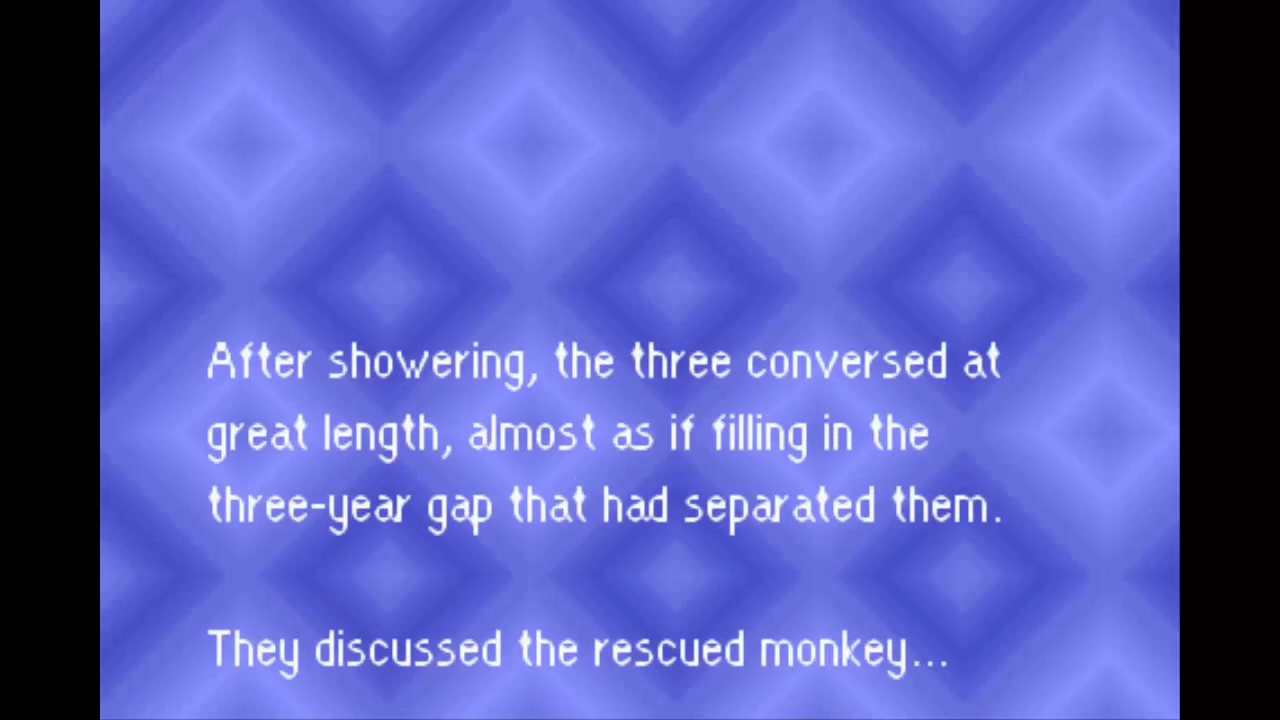 After showering, the three conversed at
great length, almost as if filling in the
three-year gap that had separated them.
They discussed the rescued monkey...